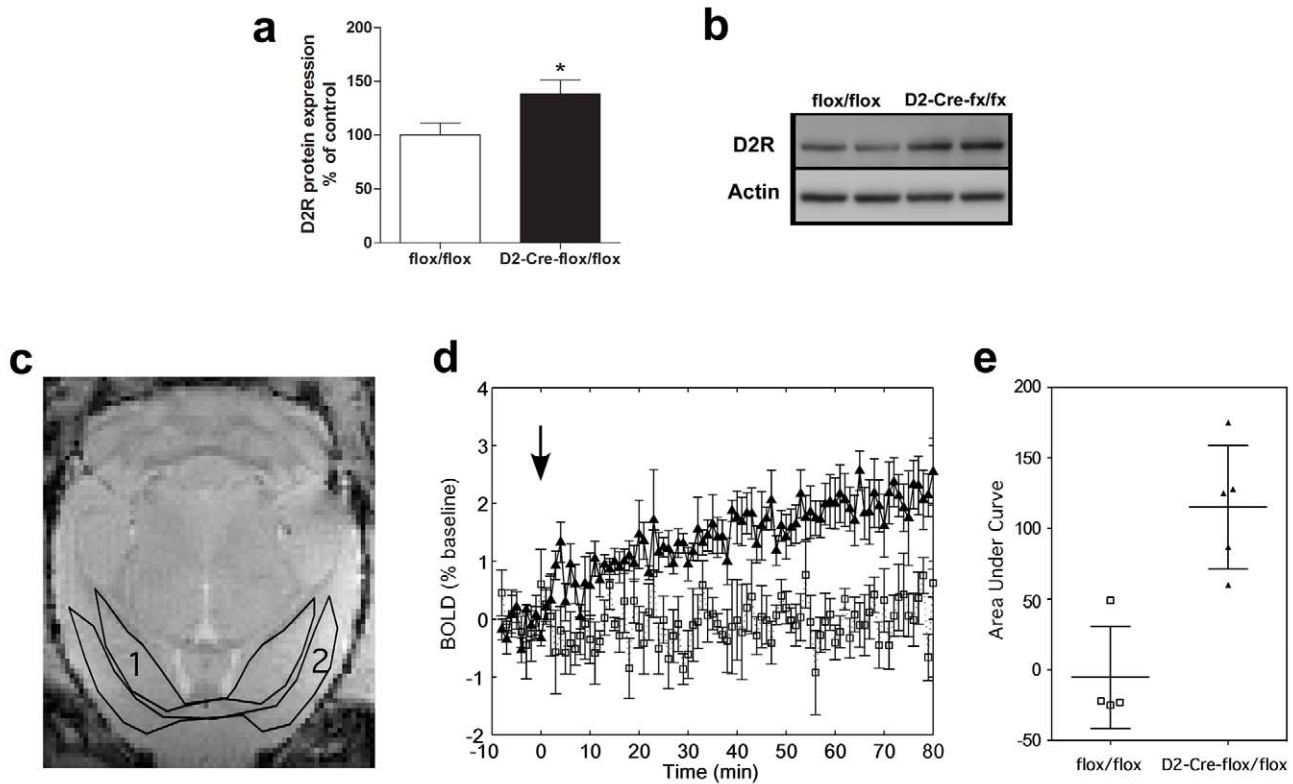 a
D2R protein expression
% of control
200
150
100
50
0
*
flox/flox
D2-Cre-flox/flox
b
flox/flox
D2-Cre-fx/fx
D2R
Actin
c
1
2
d
BOLD (% baseline)
4
3
2
1
0
-1
-2
-10
0
10
20
30
40
50
60
70
80
Time (min)
e
Area Under Curve
200
150
100
50
0
-50
flox/flox
D2-Cre-flox/flox